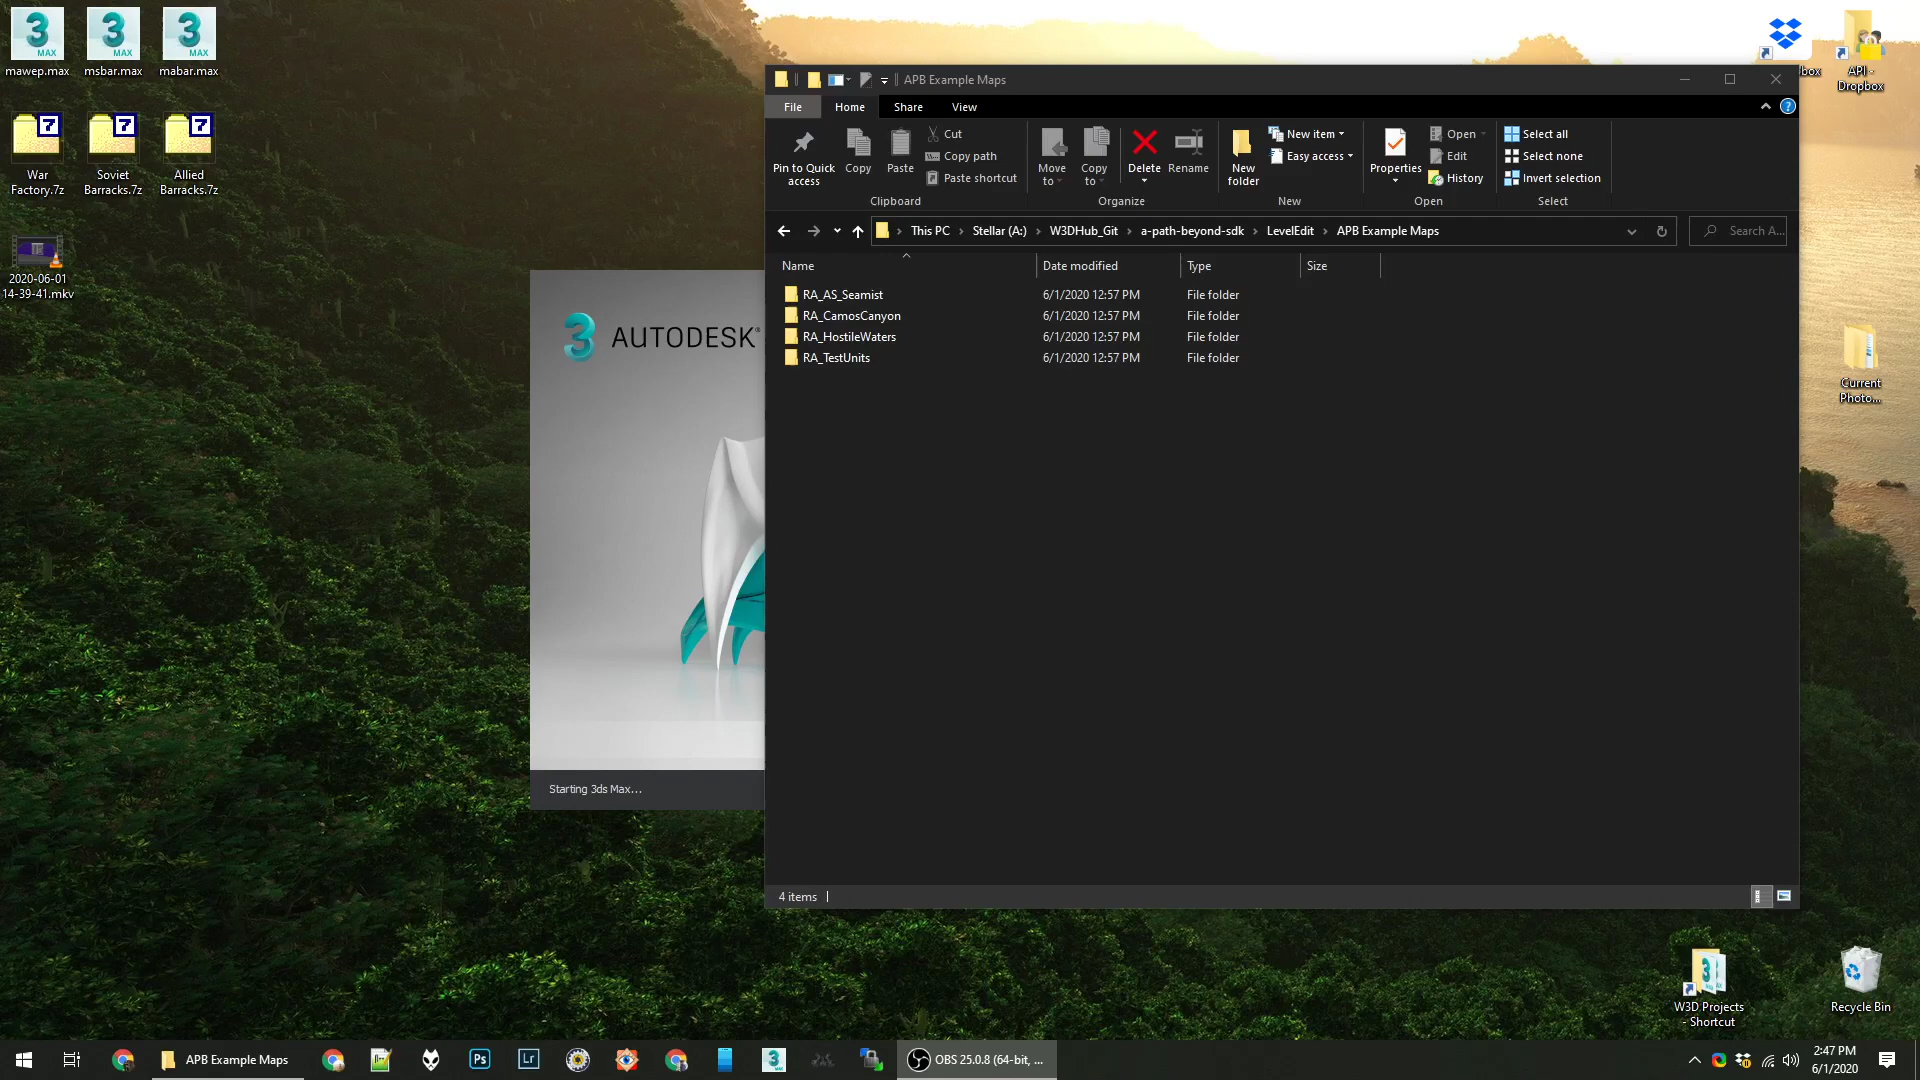 mawep.max
msbar.max
mabar.max
War
Factory.7z
Soviet
Barracks.7z
Allied
Barracks.7z
2020-06-01
14-39-41.mkv
3 AUTODESK®
Starting 3ds Max...
APB Example Maps
File
Home
Share
View
Pin to Quick
access
Copy
Paste
Cut
Copy path
Paste shortcut
Clipboard
Move
to
Copy
to
Delete
Rename
Organize
New
folder
New item
Easy access
New
Properties
Open
Edit
History
Open
Select all
Select none
Invert selection
Select
This PC
Stellar (A:)
W3DHub_Git
a-path-beyond-sdk
LevelEdit
APB Example Maps
Search A...
Name
Date modified
Type
Size
RA_AS_Seamist 6/1/2020 12:57 PM File folder
RA_CamosCanyon 6/1/2020 12:57 PM File folder
RA_HostileWaters 6/1/2020 12:57 PM File folder
RA_TestUnits 6/1/2020 12:57 PM File folder
4 items
box
API -
Dropbox
Current
Photo...
W3D Projects
- Shortcut
Recycle Bin
APB Example Maps
Ps
Lr
OBS 25.0.8 (64-bit, ...
2:47 PM
6/1/2020